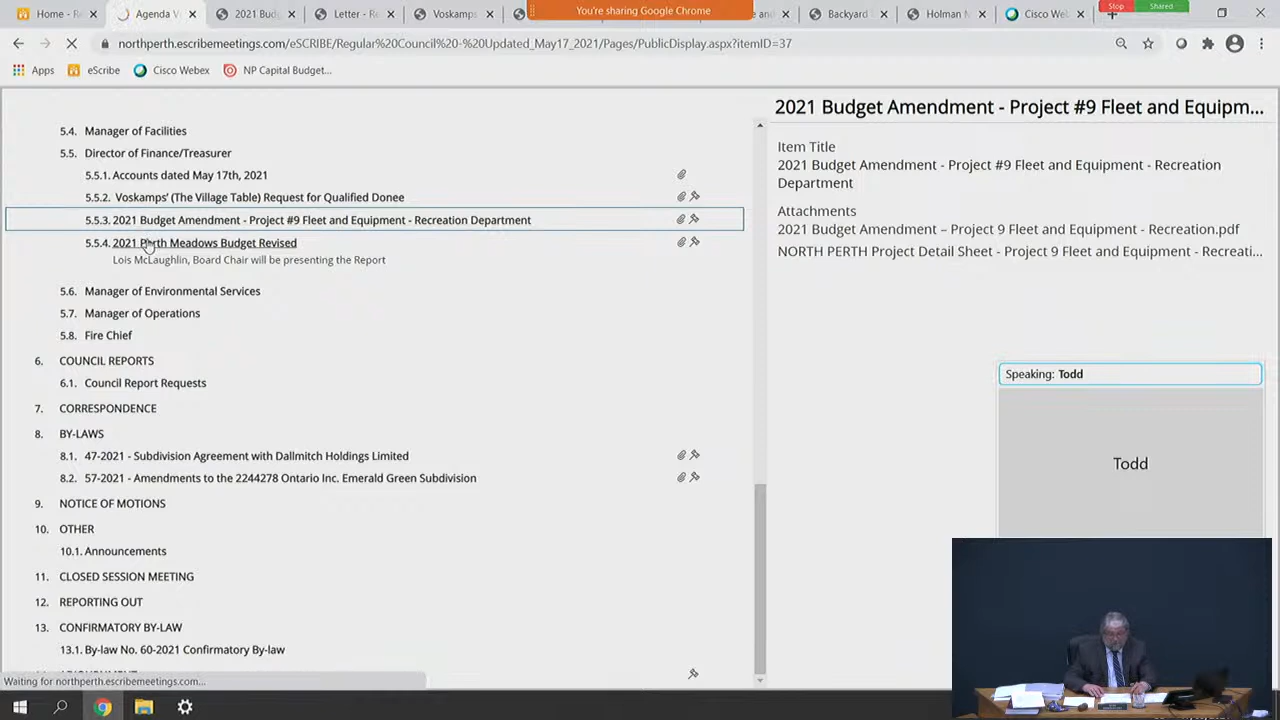 Home - R
Agenda V
2021 Bud
Letter - Re
Voskamps
You're sharing Google Chrome
e and
Backyard
Holman M
Cisco Web
Stop
Shared
northperth.escribemeetings.com/eSCRIBE/Regular%20Council%20-%20Updated_May17_2021/Pages/PublicDisplay.aspx?itemID=37
Apps
eScribe
Cisco Webex
NP Capital Budget...
5.4. Manager of Facilities
5.5. Director of Finance/Treasurer
5.5.1. Accounts dated May 17th, 2021
5.5.2. Voskamps' (The Village Table) Request for Qualified Donee
5.5.3. 2021 Budget Amendment - Project #9 Fleet and Equipment - Recreation Department
5.5.4. 2021 Perth Meadows Budget Revised
Lois McLaughlin, Board Chair will be presenting the Report
5.6. Manager of Environmental Services
5.7. Manager of Operations
5.8. Fire Chief
6. COUNCIL REPORTS
6.1. Council Report Requests
7. CORRESPONDENCE
8. BY-LAWS
8.1. 47-2021 - Subdivision Agreement with Dallmitch Holdings Limited
8.2. 57-2021 - Amendments to the 2244278 Ontario Inc. Emerald Green Subdivision
9. NOTICE OF MOTIONS
10. OTHER
10.1. Announcements
11. CLOSED SESSION MEETING
12. REPORTING OUT
13. CONFIRMATORY BY-LAW
13.1. By-law No. 60-2021 Confirmatory By-law
Waiting for northperth.escribemeetings.com...
2021 Budget Amendment - Project #9 Fleet and Equipm...
Item Title
2021 Budget Amendment - Project #9 Fleet and Equipment - Recreation
Department
Attachments
2021 Budget Amendment – Project 9 Fleet and Equipment - Recreation.pdf
NORTH PERTH Project Detail Sheet - Project 9 Fleet and Equipment - Recreati...
Speaking: Todd
Todd